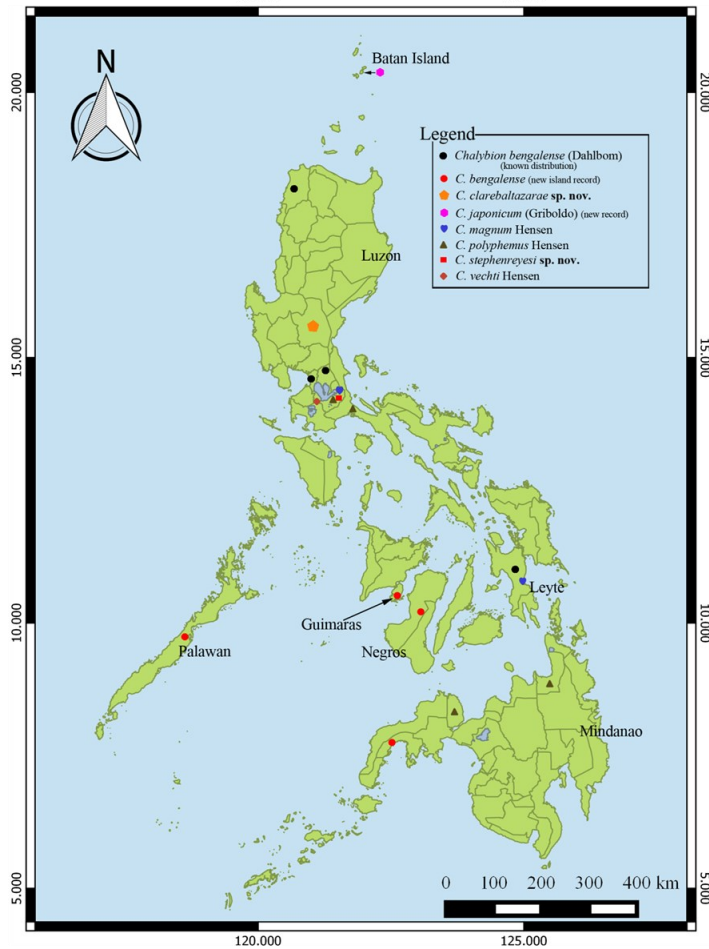 Batan Island
N
20.000
20.000
Legend
Chalybion bengalense (Dahlbom)
(known distribution)
C. bengalense (new island record)
C. clarebaltazarae sp. nov.
C. japonicum (Griboldo) (new record)
C. magnum Hensen
C. polyphemus Hensen
C. stephenreyesi sp. nov.
C. vechti Hensen
Luzon
15.000
15.000
Leyte
10.000
10.000
Guimaras
Palawan
Negros
Mindanao
5.000
5.000
0 100 200 300 400 km
120.000
125.000